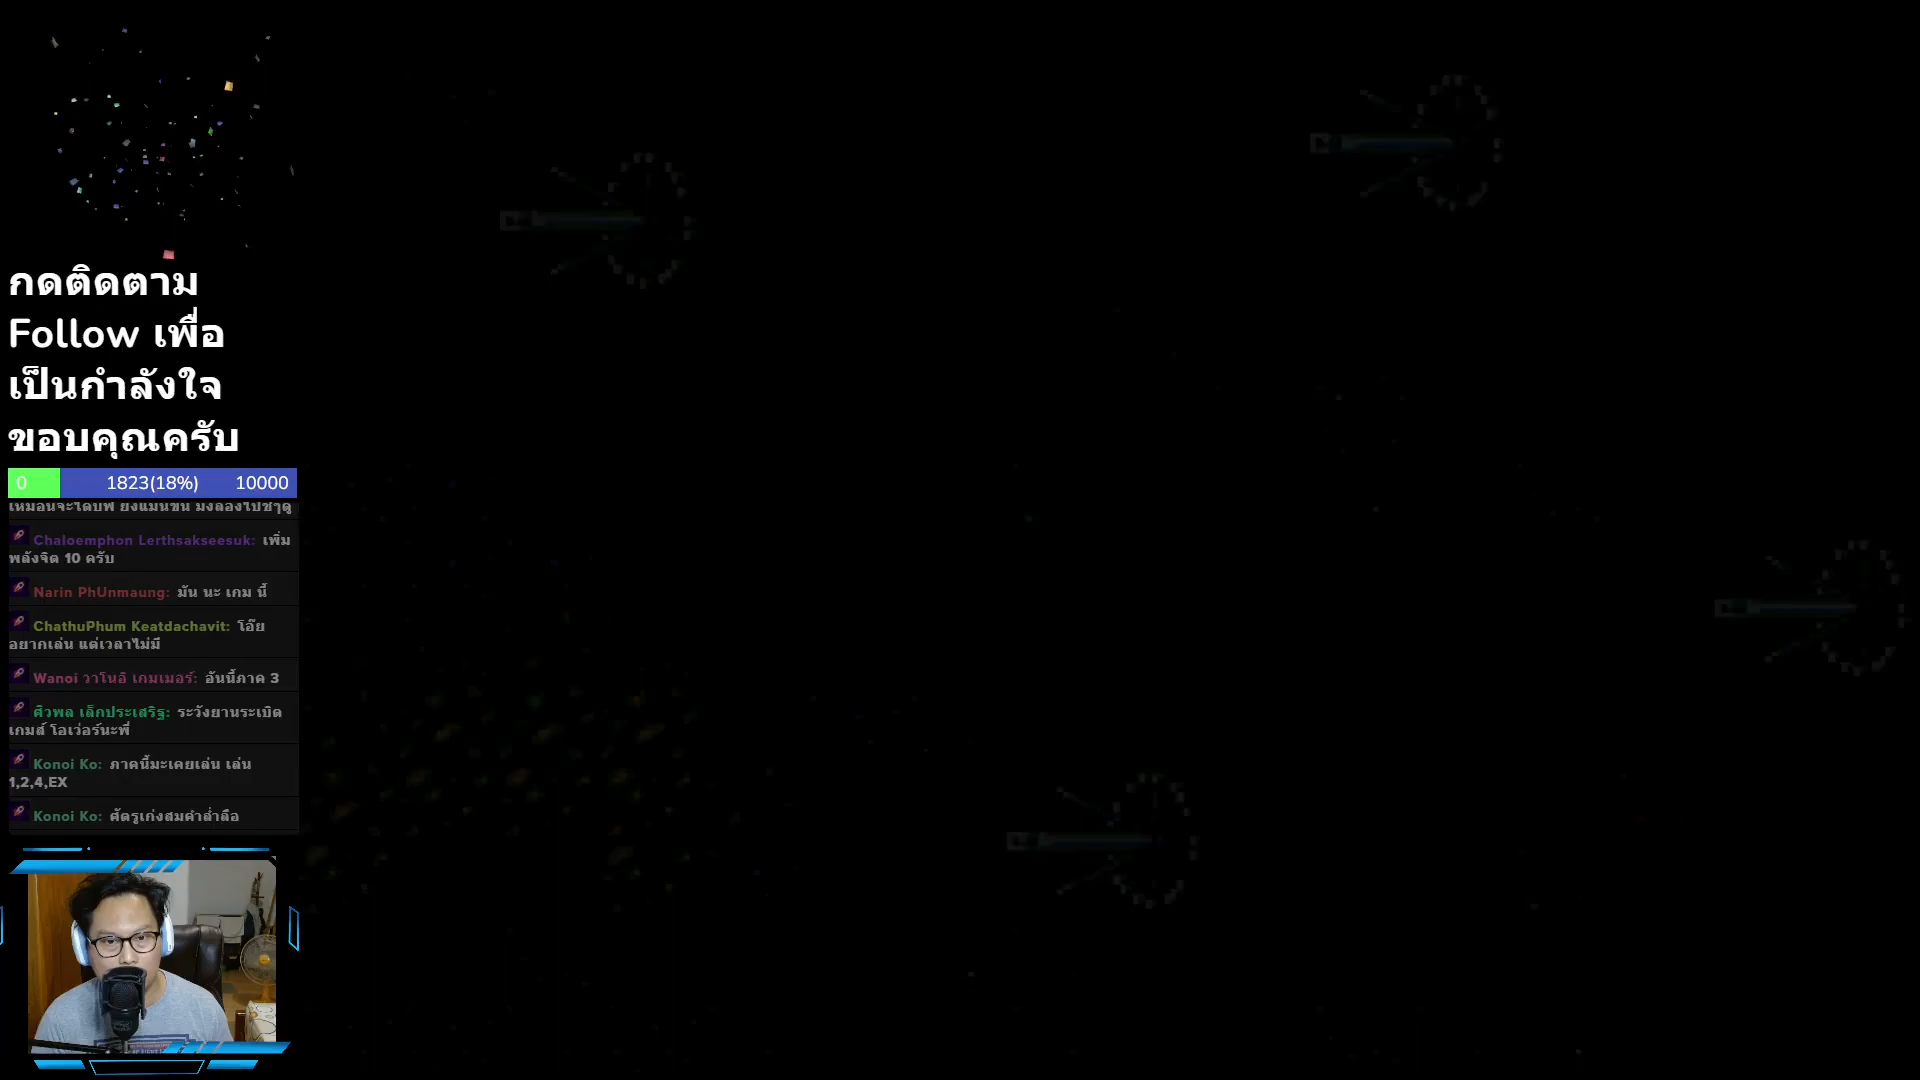 กดติดตาม
Follow เพื่อ
เป็นกำลังใจ
ขอบคุณครับ
0 1823(18%) 10000
Chaloemphon Lerthsakseesuk: เพิ่ม
พลังจิต 10 ครับ
Narin PhUnmaung: มัน นะ เกม นี้
ChathuPhum Keatdachavit: โอ๊ย
อยากเล่น แต่เวลาไม่มี
Wanoi วาโนอิ เกมเมอร์: อันนี้ภาค 3
ศิวพล เล็กประเสริฐ: ระวังยานระเบิด
เกมส์ โอเว่อร์นะพี่
Konoi Ko: ภาคนี้มะเคยเล่น เล่น
1,2,4,EX
Konoi Ko: ศัตรูเก่งสมคำล่ำลือ